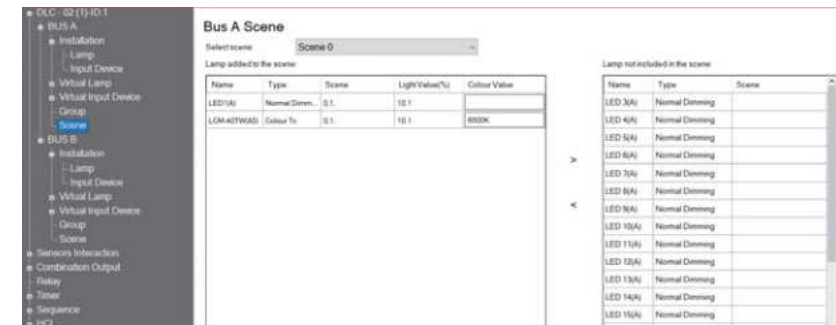 DLC - 02 (1)-ID:1
BUS A
Installation
Lamp
Input Device
Virtual Lamp
Virtual Input Device
Group
Scene
BUS B
Installation
Lamp
Input Device
Virtual Lamp
Virtual Input Device
Group
Scene
Sensors Interaction
Combination Output
Relay
Timer
Sequence
HCL
Bus A Scene
Select scene: Scene 0
Lamp added to the scene:
Name Type Scene Light Value(%) Colour Value
LED1(A) Normal Dimm... 0.1. 10.1
LCM-40TW(A0) Colour To 0.1. 10.1 6500K
>
<
Lamp not included in the scene:
Name Type Scene
LED 3(A) Normal Dimming
LED 4(A) Normal Dimming
LED 5(A) Normal Dimming
LED 6(A) Normal Dimming
LED 7(A) Normal Dimming
LED 8(A) Normal Dimming
LED 9(A) Normal Dimming
LED 10(A) Normal Dimming
LED 11(A) Normal Dimming
LED 12(A) Normal Dimming
LED 13(A) Normal Dimming
LED 14(A) Normal Dimming
LED 15(A) Normal Dimming